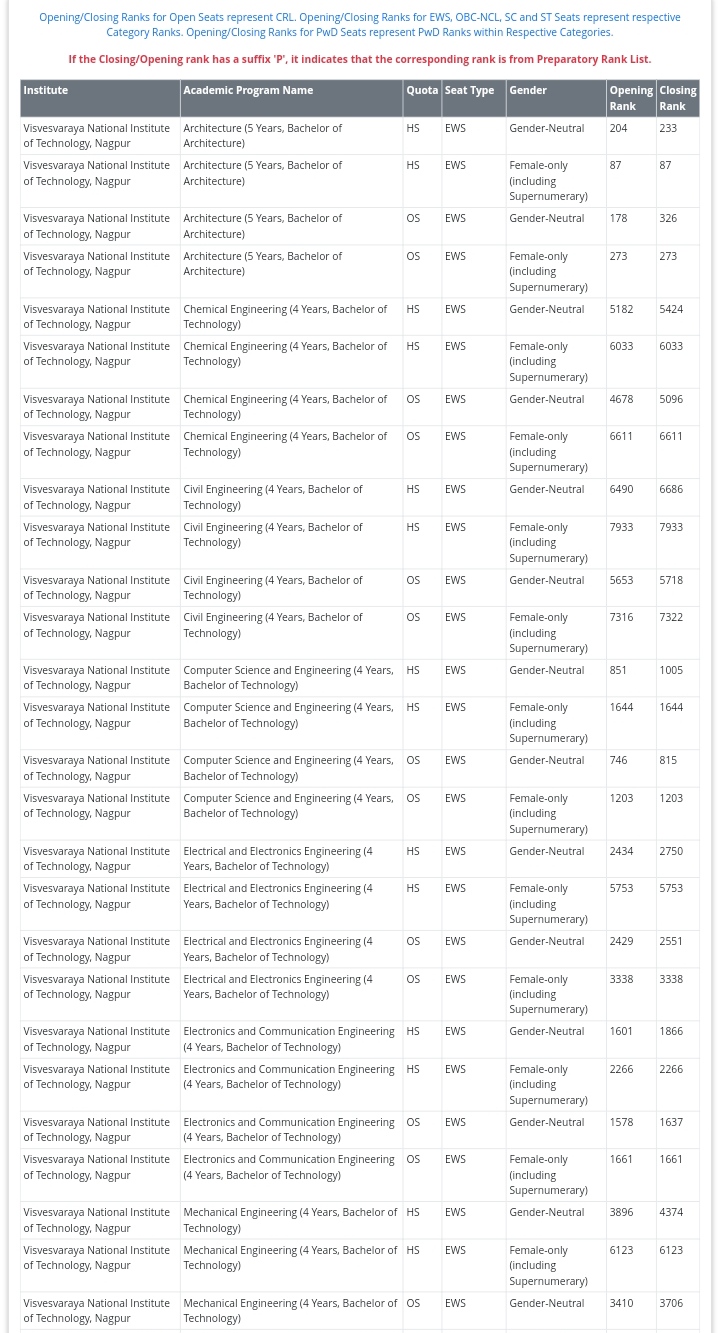 Opening/Closing Ranks for Open Seats represent CRL. Opening/Closing Ranks for EWS, OBC-NCL, SC and ST Seats represent respective
Category Ranks. Opening/Closing Ranks for PwD Seats represent PwD Ranks within Respective Categories.
If the Closing/Opening rank has a suffix 'P', it indicates that the corresponding rank is from Preparatory Rank List.
Institute Academic Program Name Quota Seat Type Gender Opening Closing
Rank Rank
Visvesvaraya National Institute Architecture (5 Years, Bachelor of HS EWS Gender-Neutral 204 233
of Technology, Nagpur Architecture)
Visvesvaraya National Institute Architecture (5 Years, Bachelor of HS EWS Female-only 87 87
of Technology, Nagpur Architecture) (including
Supernumerary)
Visvesvaraya National Institute Architecture (5 Years, Bachelor of OS EWS Gender-Neutral 178 326
of Technology, Nagpur Architecture)
Visvesvaraya National Institute Architecture (5 Years, Bachelor of OS EWS Female-only 273 273
of Technology, Nagpur Architecture) (including
Supernumerary)
Visvesvaraya National Institute Chemical Engineering (4 Years, Bachelor of HS EWS Gender-Neutral 5182 5424
of Technology, Nagpur Technology)
Visvesvaraya National Institute Chemical Engineering (4 Years, Bachelor of HS EWS Female-only 6033 6033
of Technology, Nagpur Technology) (including
Supernumerary)
Visvesvaraya National Institute Chemical Engineering (4 Years, Bachelor of OS EWS Gender-Neutral 4678 5096
of Technology, Nagpur Technology)
Visvesvaraya National Institute Chemical Engineering (4 Years, Bachelor of OS EWS Female-only 6611 6611
of Technology, Nagpur Technology) (including
Supernumerary)
Visvesvaraya National Institute Civil Engineering (4 Years, Bachelor of HS EWS Gender-Neutral 6490 6686
of Technology, Nagpur Technology)
Visvesvaraya National Institute Civil Engineering (4 Years, Bachelor of HS EWS Female-only 7933 7933
of Technology, Nagpur Technology) (including
Supernumerary)
Visvesvaraya National Institute Civil Engineering (4 Years, Bachelor of OS EWS Gender-Neutral 5653 5718
of Technology, Nagpur Technology)
Visvesvaraya National Institute Civil Engineering (4 Years, Bachelor of OS EWS Female-only 7316 7322
of Technology, Nagpur Technology) (including
Supernumerary)
Visvesvaraya National Institute Computer Science and Engineering (4 Years, HS EWS Gender-Neutral 851 1005
of Technology, Nagpur Bachelor of Technology)
Visvesvaraya National Institute Computer Science and Engineering (4 Years, HS EWS Female-only 1644 1644
of Technology, Nagpur Bachelor of Technology) (including
Supernumerary)
Visvesvaraya National Institute Computer Science and Engineering (4 Years, OS EWS Gender-Neutral 746 815
of Technology, Nagpur Bachelor of Technology)
Visvesvaraya National Institute Computer Science and Engineering (4 Years, OS EWS Female-only 1203 1203
of Technology, Nagpur Bachelor of Technology) (including
Supernumerary)
Visvesvaraya National Institute Electrical and Electronics Engineering (4 HS EWS Gender-Neutral 2434 2750
of Technology, Nagpur Years, Bachelor of Technology)
Visvesvaraya National Institute Electrical and Electronics Engineering (4 HS EWS Female-only 5753 5753
of Technology, Nagpur Years, Bachelor of Technology) (including
Supernumerary)
Visvesvaraya National Institute Electrical and Electronics Engineering (4 OS EWS Gender-Neutral 2429 2551
of Technology, Nagpur Years, Bachelor of Technology)
Visvesvaraya National Institute Electrical and Electronics Engineering (4 OS EWS Female-only 3338 3338
of Technology, Nagpur Years, Bachelor of Technology) (including
Supernumerary)
Visvesvaraya National Institute Electronics and Communication Engineering HS EWS Gender-Neutral 1601 1866
of Technology, Nagpur (4 Years, Bachelor of Technology)
Visvesvaraya National Institute Electronics and Communication Engineering HS EWS Female-only 2266 2266
of Technology, Nagpur (4 Years, Bachelor of Technology) (including
Supernumerary)
Visvesvaraya National Institute Electronics and Communication Engineering OS EWS Gender-Neutral 1578 1637
of Technology, Nagpur (4 Years, Bachelor of Technology)
Visvesvaraya National Institute Electronics and Communication Engineering OS EWS Female-only 1661 1661
of Technology, Nagpur (4 Years, Bachelor of Technology) (including
Supernumerary)
Visvesvaraya National Institute Mechanical Engineering (4 Years, Bachelor of HS EWS Gender-Neutral 3896 4374
of Technology, Nagpur Technology)
Visvesvaraya National Institute Mechanical Engineering (4 Years, Bachelor of HS EWS Female-only 6123 6123
of Technology, Nagpur Technology) (including
Supernumerary)
Visvesvaraya National Institute Mechanical Engineering (4 Years, Bachelor of OS EWS Gender-Neutral 3410 3706
of Technology, Nagpur Technology)